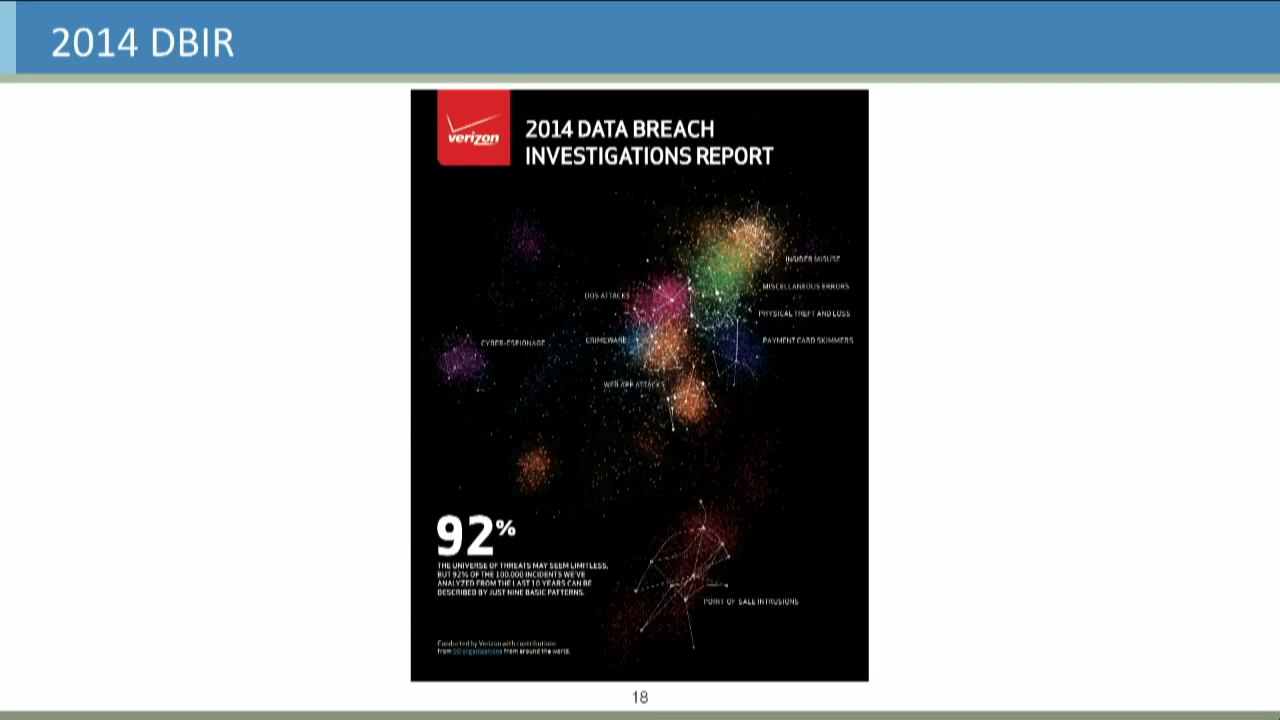 2014 DBIR
verizon
2014 DATA BREACH
INVESTIGATIONS REPORT
INSIDER MISUSE
MISCELLANEOUS ERRORS
DOS ATTACKS
PHYSICAL THEFT AND LOSS
CRIMEWARE
PAYMENT CARD SKIMMERS
CYBER-ESPIONAGE
WEB APP ATTACKS
92%
THE UNIVERSE OF THREATS MAY SEEM LIMITLESS,
BUT 92% OF THE 100,000 INCIDENTS WE'VE
ANALYZED FROM THE LAST 10 YEARS CAN BE
DESCRIBED BY JUST NINE BASIC PATTERNS.
POINT OF SALE INTRUSIONS
Conducted by Verizon with contributions
from 50 organizations from around the world.
18